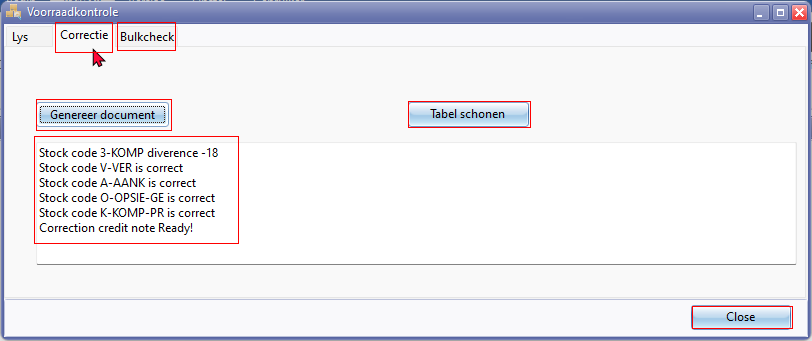 Voorraadkontrole
Lys
Correctie
Bulkcheck
Genereer document
Tabel schonen
Stock code 3-KOMP diverence -18
Stock code V-VER is correct
Stock code A-AANK is correct
Stock code O-OPSIE-GE is correct
Stock code K-KOMP-PR is correct
Correction credit note Ready!
Close